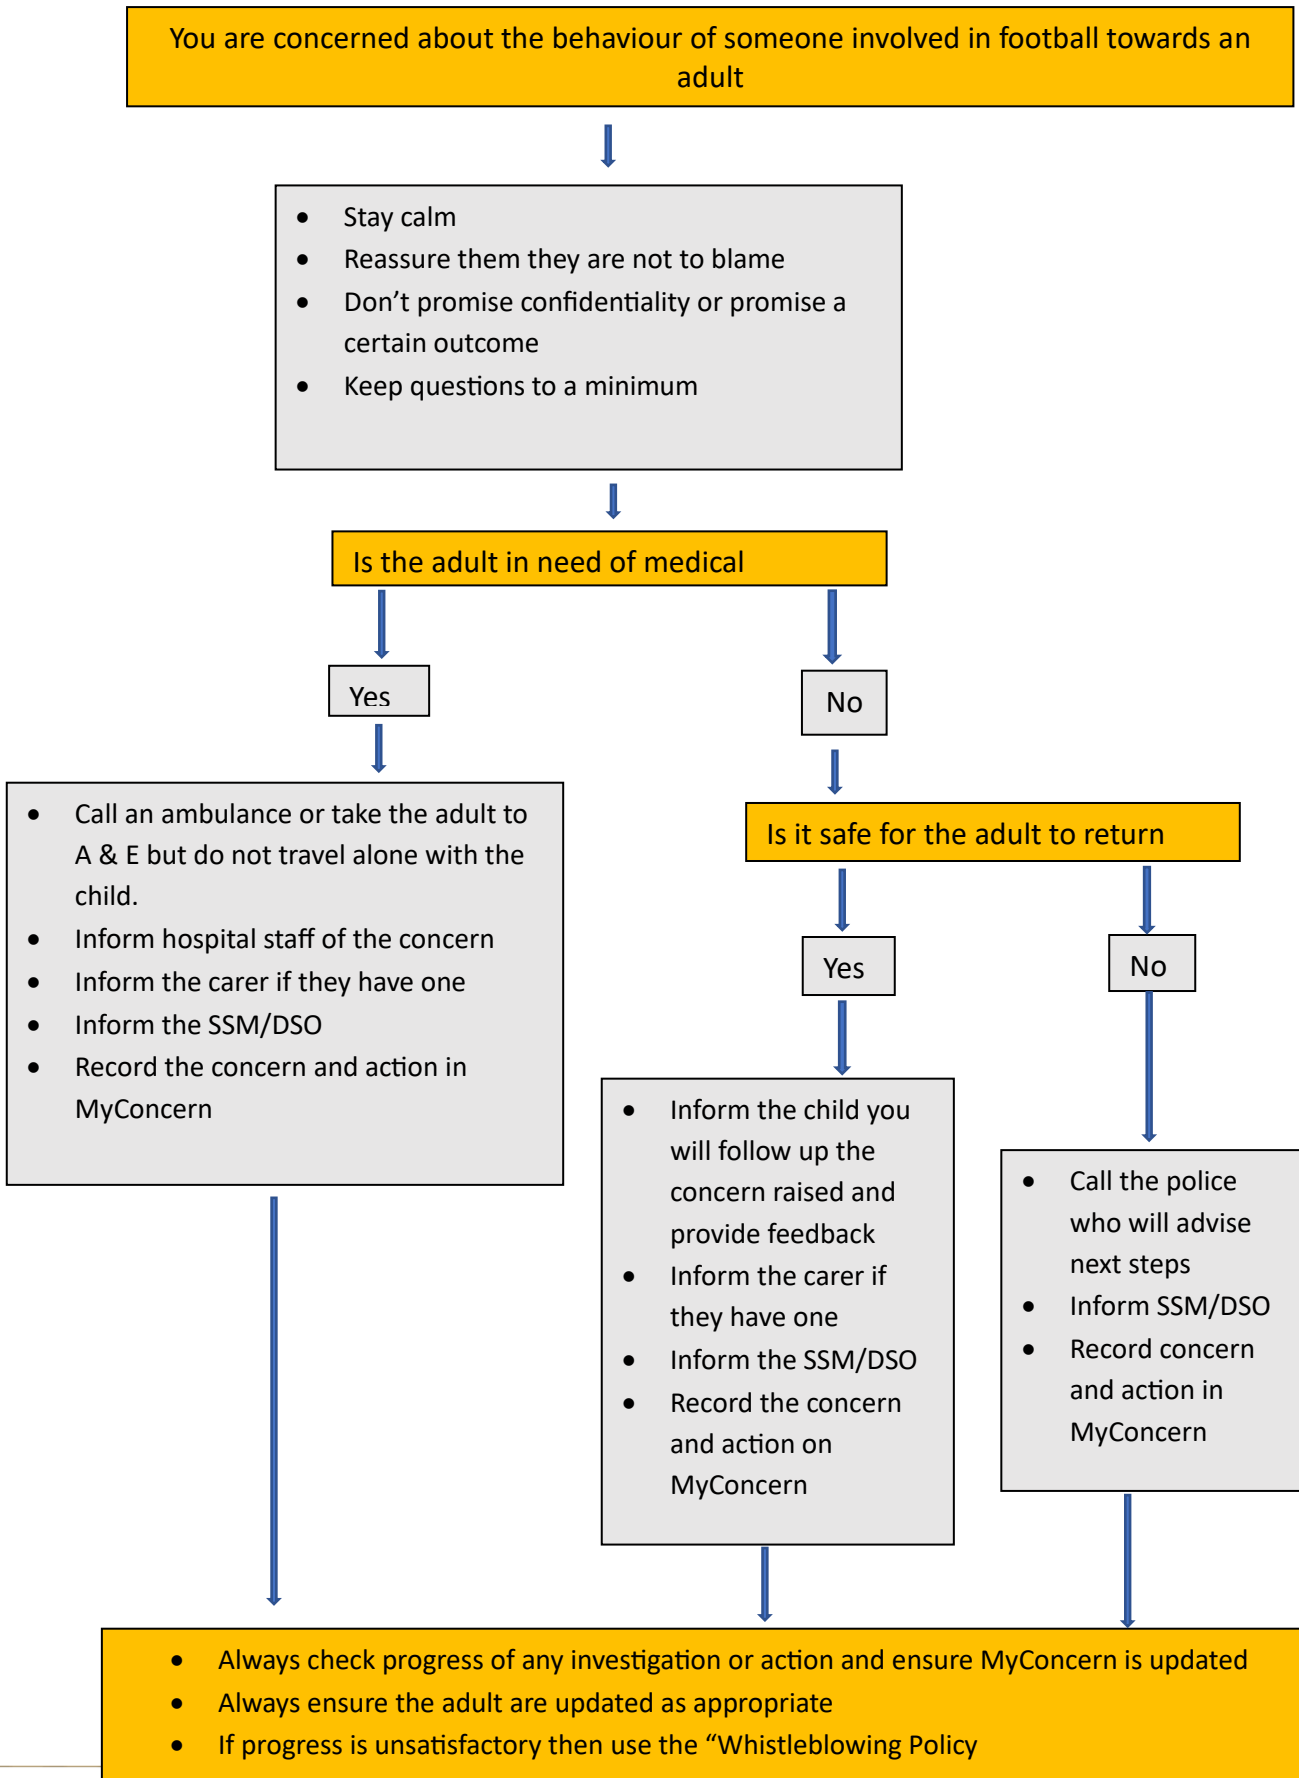 You are concerned about the behaviour of someone involved in football towards an
adult
• Stay calm
• Reassure them they are not to blame
• Don’t promise confidentiality or promise a
certain outcome
• Keep questions to a minimum
Is the adult in need of medical
Yes
No
• Call an ambulance or take the adult to
A & E but do not travel alone with the
child.
• Inform hospital staff of the concern
• Inform the carer if they have one
• Inform the SSM/DSO
• Record the concern and action in
MyConcern
Is it safe for the adult to return
Yes
No
• Inform the child you
will follow up the
concern raised and
provide feedback
• Inform the carer if
they have one
• Inform the SSM/DSO
• Record the concern
and action on
MyConcern
• Call the police
who will advise
next steps
• Inform SSM/DSO
• Record concern
and action in
MyConcern
• Always check progress of any investigation or action and ensure MyConcern is updated
• Always ensure the adult are updated as appropriate
• If progress is unsatisfactory then use the “Whistleblowing Policy